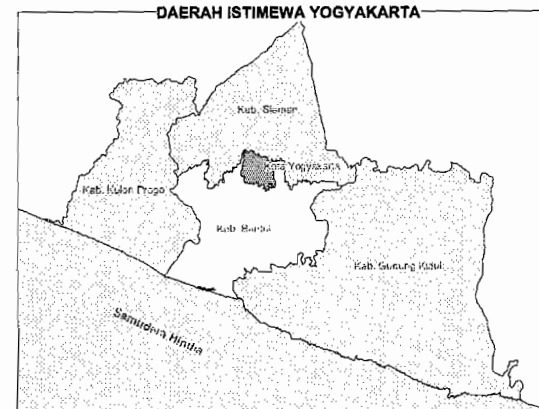 DAERAH ISTIMEWA YOGYAKARTA
Kab. Sleman
Kota Yogyakarta
Kab. Kulon Progo
Kab. Bantul
Kab. Gunung Kidul
Samudera Hindia